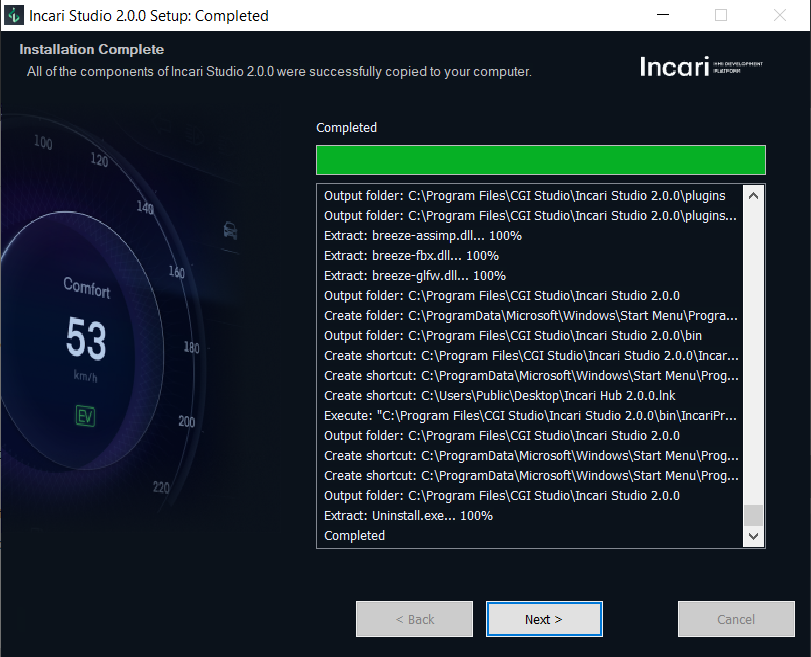 Incari Studio 2.0.0 Setup: Completed
Installation Complete
All of the components of Incari Studio 2.0.0 were successfully copied to your computer.
Incari HMI DEVELOPMENT
PLATFORM
Completed
Output folder: C:\Program Files\CGI Studio\Incari Studio 2.0.0\plugins
Output folder: C:\Program Files\CGI Studio\Incari Studio 2.0.0\plugins...
Extract: breeze-assimp.dll... 100%
Extract: breeze-fbx.dll... 100%
Extract: breeze-glfw.dll... 100%
Output folder: C:\Program Files\CGI Studio\Incari Studio 2.0.0
Create folder: C:\ProgramData\Microsoft\Windows\Start Menu\Progra...
Output folder: C:\Program Files\CGI Studio\Incari Studio 2.0.0\bin
Create shortcut: C:\Program Files\CGI Studio\Incari Studio 2.0.0\Incar...
Create shortcut: C:\ProgramData\Microsoft\Windows\Start Menu\Prog...
Create shortcut: C:\Users\Public\Desktop\Incari Hub 2.0.0.lnk
Execute: "C:\Program Files\CGI Studio\Incari Studio 2.0.0\bin\IncariPr...
Output folder: C:\Program Files\CGI Studio\Incari Studio 2.0.0
Create shortcut: C:\ProgramData\Microsoft\Windows\Start Menu\Prog...
Create shortcut: C:\ProgramData\Microsoft\Windows\Start Menu\Prog...
Output folder: C:\Program Files\CGI Studio\Incari Studio 2.0.0
Extract: Uninstall.exe... 100%
Completed
100
120
140
160
180
200
220
Comfort
53
km/h
EV
< Back
Next >
Cancel